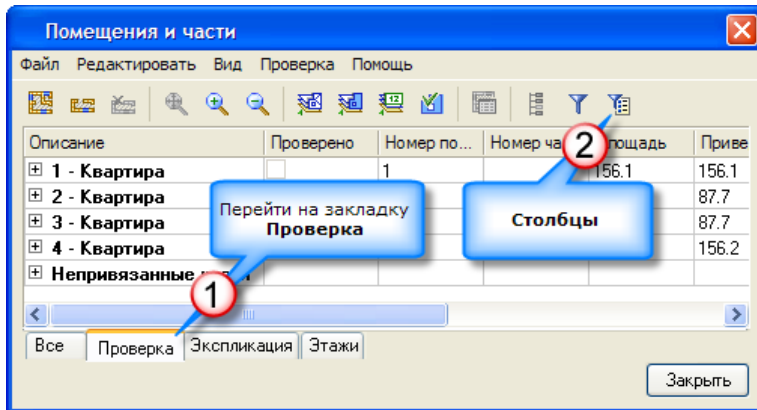 Помещения и части
Файл Редактировать Вид Проверка Помощь
Описание Проверено Номер по... Номер ча Площадь Приве
1 - Квартира 1 156.1 156.1
2 - Квартира 87.7
3 - Квартира 87.7
4 - Квартира 156.2
Непривязанные
Перейти на закладку
Проверка
Столбцы
2
1
Все Проверка Экспликация Этажи
Закрыть